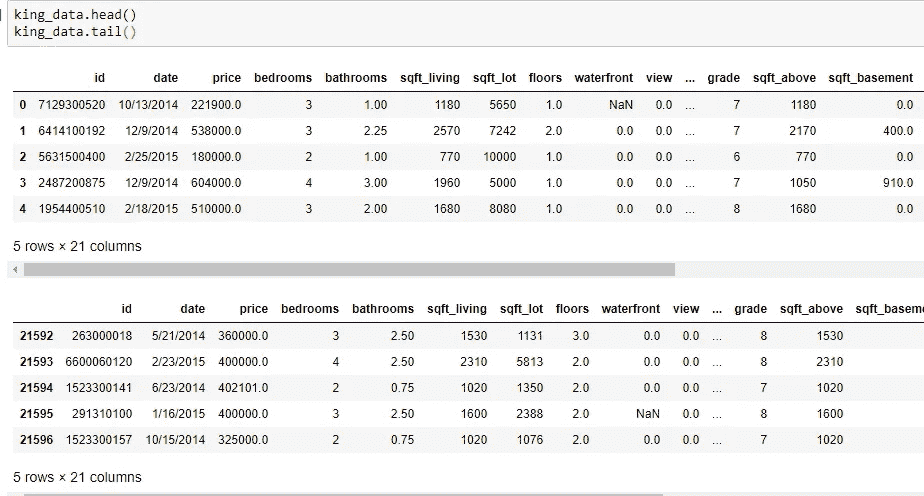 king_data.head()
king_data.tail()
id date price bedrooms bathrooms sqft_living sqft_lot floors waterfront view ... grade sqft_above sqft_basement
0 7129300520 10/13/2014 221900.0 3 1.00 1180 5650 1.0 NaN 0.0 ... 7 1180 0.0
1 6414100192 12/9/2014 538000.0 3 2.25 2570 7242 2.0 0.0 0.0 ... 7 2170 400.0
2 5631500400 2/25/2015 180000.0 2 1.00 770 10000 1.0 0.0 0.0 ... 6 770 0.0
3 2487200875 12/9/2014 604000.0 4 3.00 1960 5000 1.0 0.0 0.0 ... 7 1050 910.0
4 1954400510 2/18/2015 510000.0 3 2.00 1680 8080 1.0 0.0 0.0 ... 8 1680 0.0
5 rows × 21 columns
id date price bedrooms bathrooms sqft_living sqft_lot floors waterfront view ... grade sqft_above sqft_baseme
21592 263000018 5/21/2014 360000.0 3 2.50 1530 1131 3.0 0.0 0.0 ... 8 1530
21593 6600060120 2/23/2015 400000.0 4 2.50 2310 5813 2.0 0.0 0.0 ... 8 2310
21594 1523300141 6/23/2014 402101.0 2 0.75 1020 1350 2.0 0.0 0.0 ... 7 1020
21595 291310100 1/16/2015 400000.0 3 2.50 1600 2388 2.0 NaN 0.0 ... 8 1600
21596 1523300157 10/15/2014 325000.0 2 0.75 1020 1076 2.0 0.0 0.0 ... 7 1020
5 rows × 21 columns